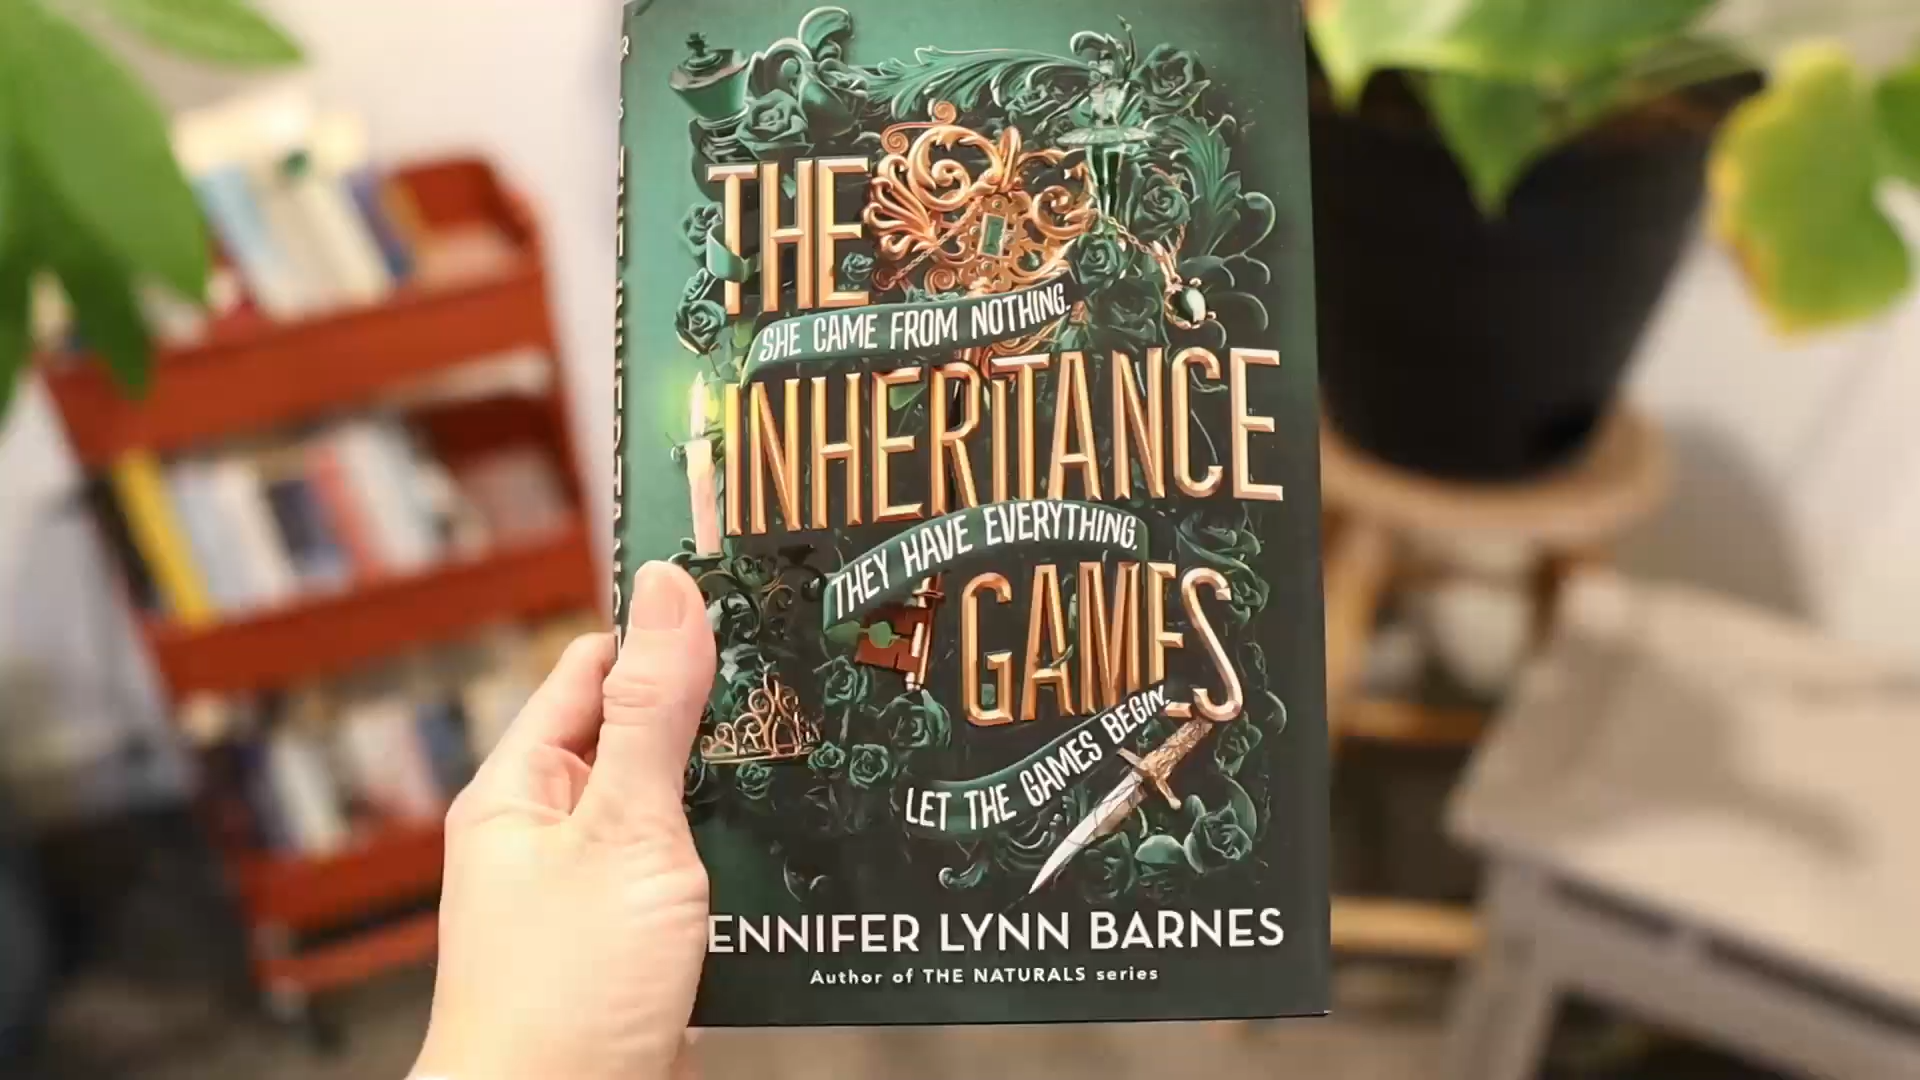 THE
SHE CAME FROM NOTHING.
INHERITANCE
THEY HAVE EVERYTHING.
GAMES
LET THE GAMES BEGIN.
ENNIFER LYNN BARNES
Author of THE NATURALS series